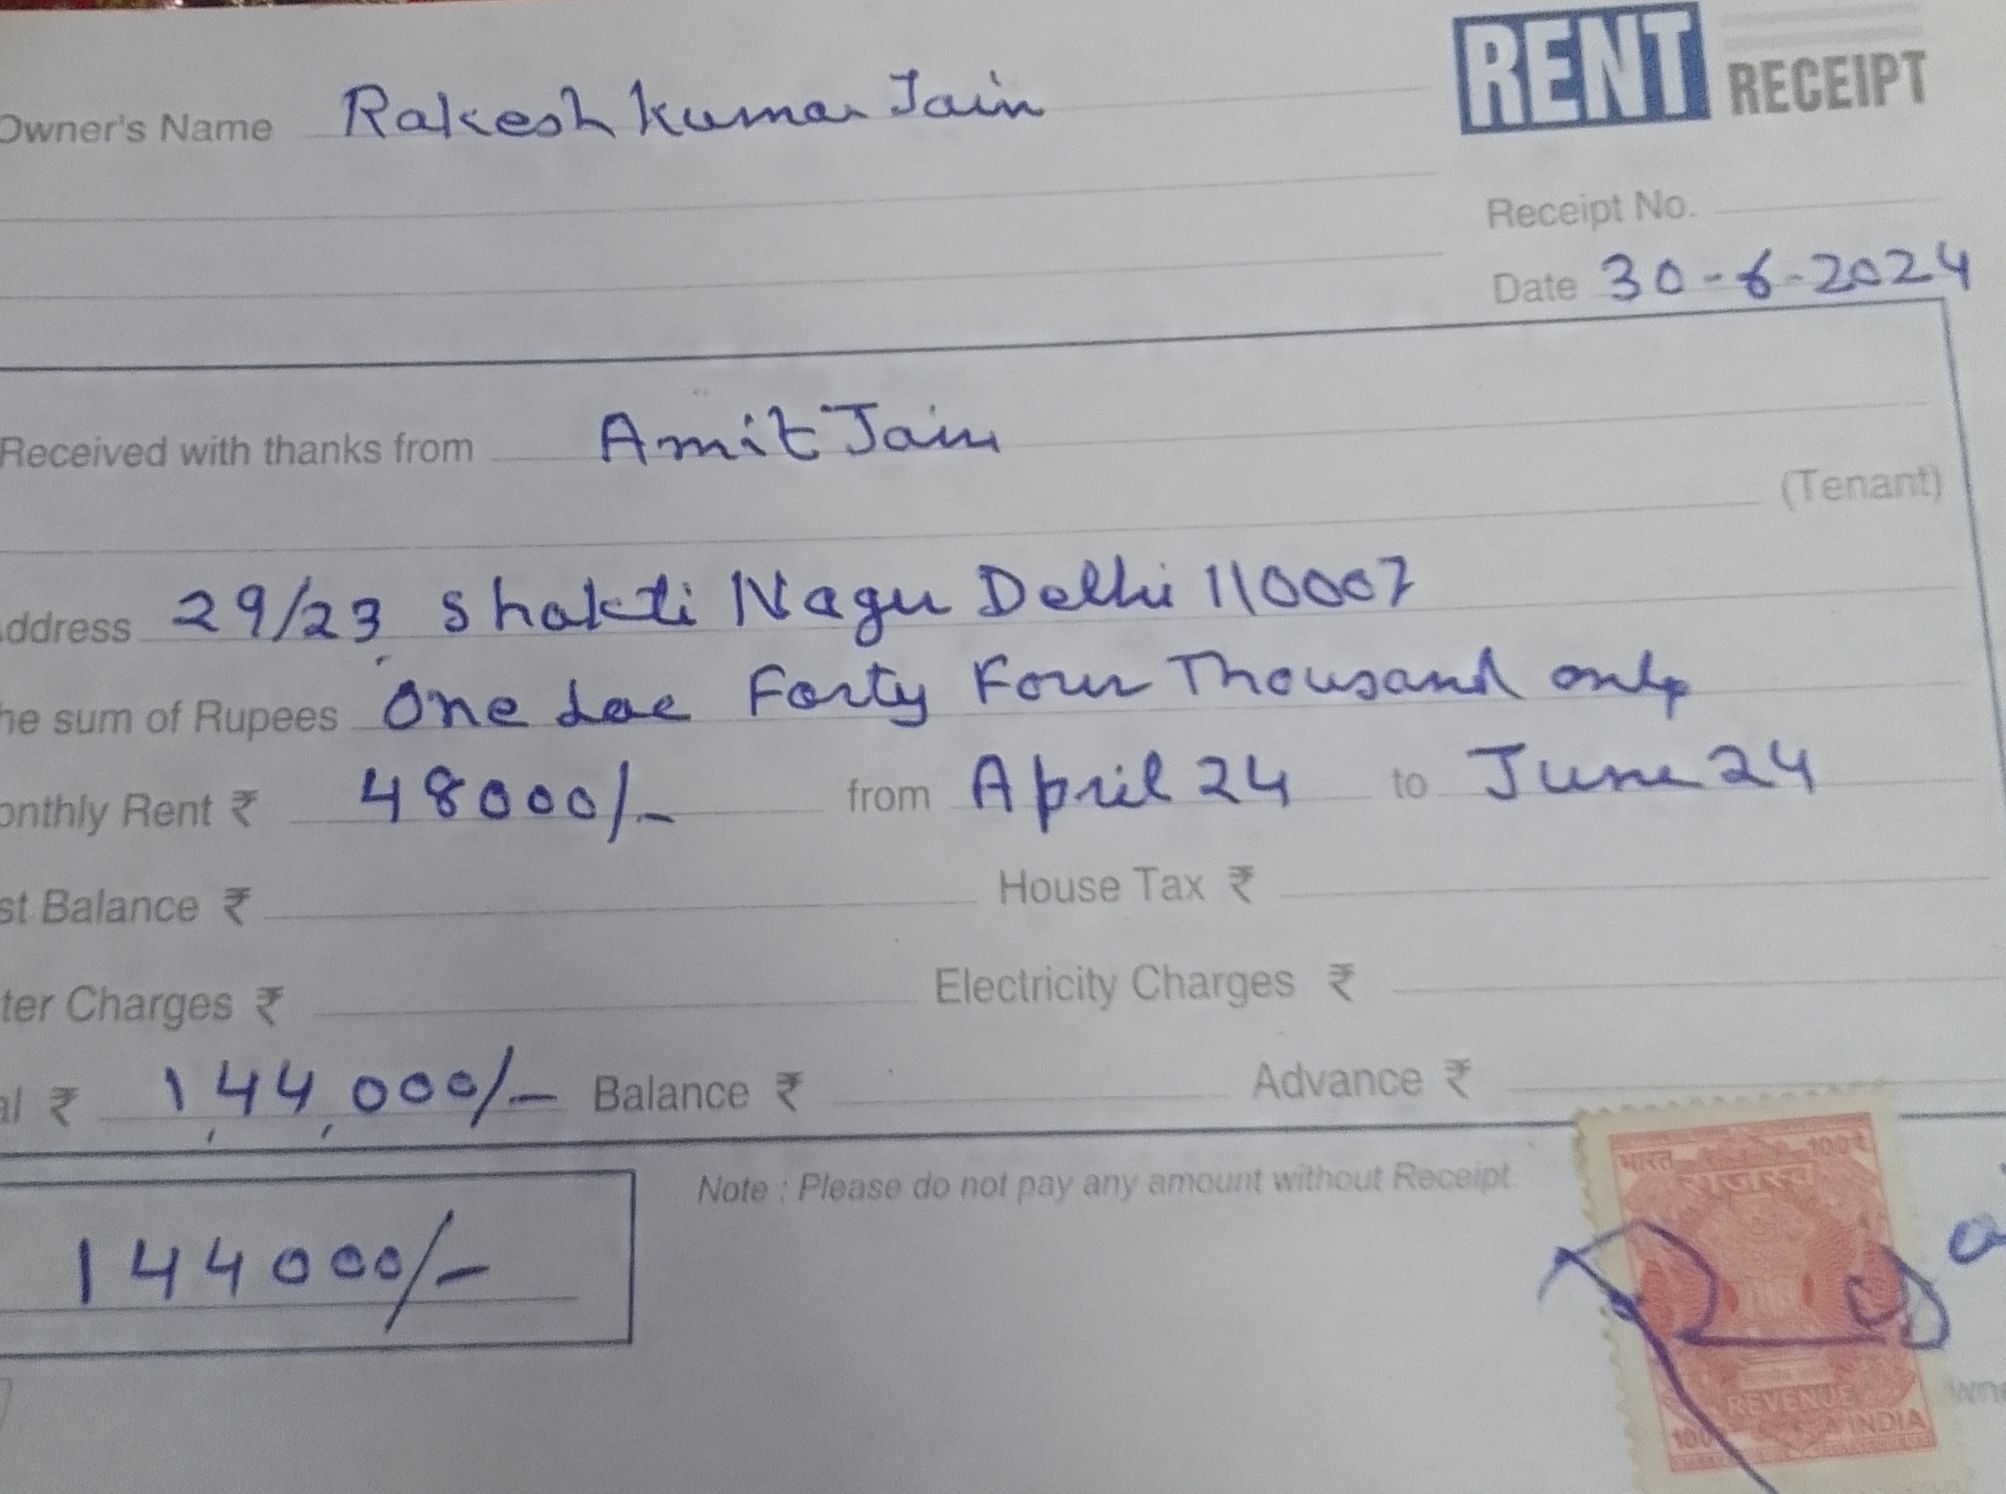 RENT RECEIPT
Owner's Name Rakesh Kumar Jain
Receipt No.
Date 30-6-2024
Received with thanks from Amit Jain
(Tenant)
ddress 29/23 Shakti Nagar Delhi 110007
he sum of Rupees One Lac Forty Four Thousand only
onthly Rent ₹ 48000/- from April 24 to June 24
st Balance ₹ House Tax ₹
ter Charges ₹ Electricity Charges ₹
al ₹ 1,44,000/- Balance ₹ Advance ₹
Note : Please do not pay any amount without Receipt
144000/-
भारत 100
राजस्व
REVENUE
100 INDIA